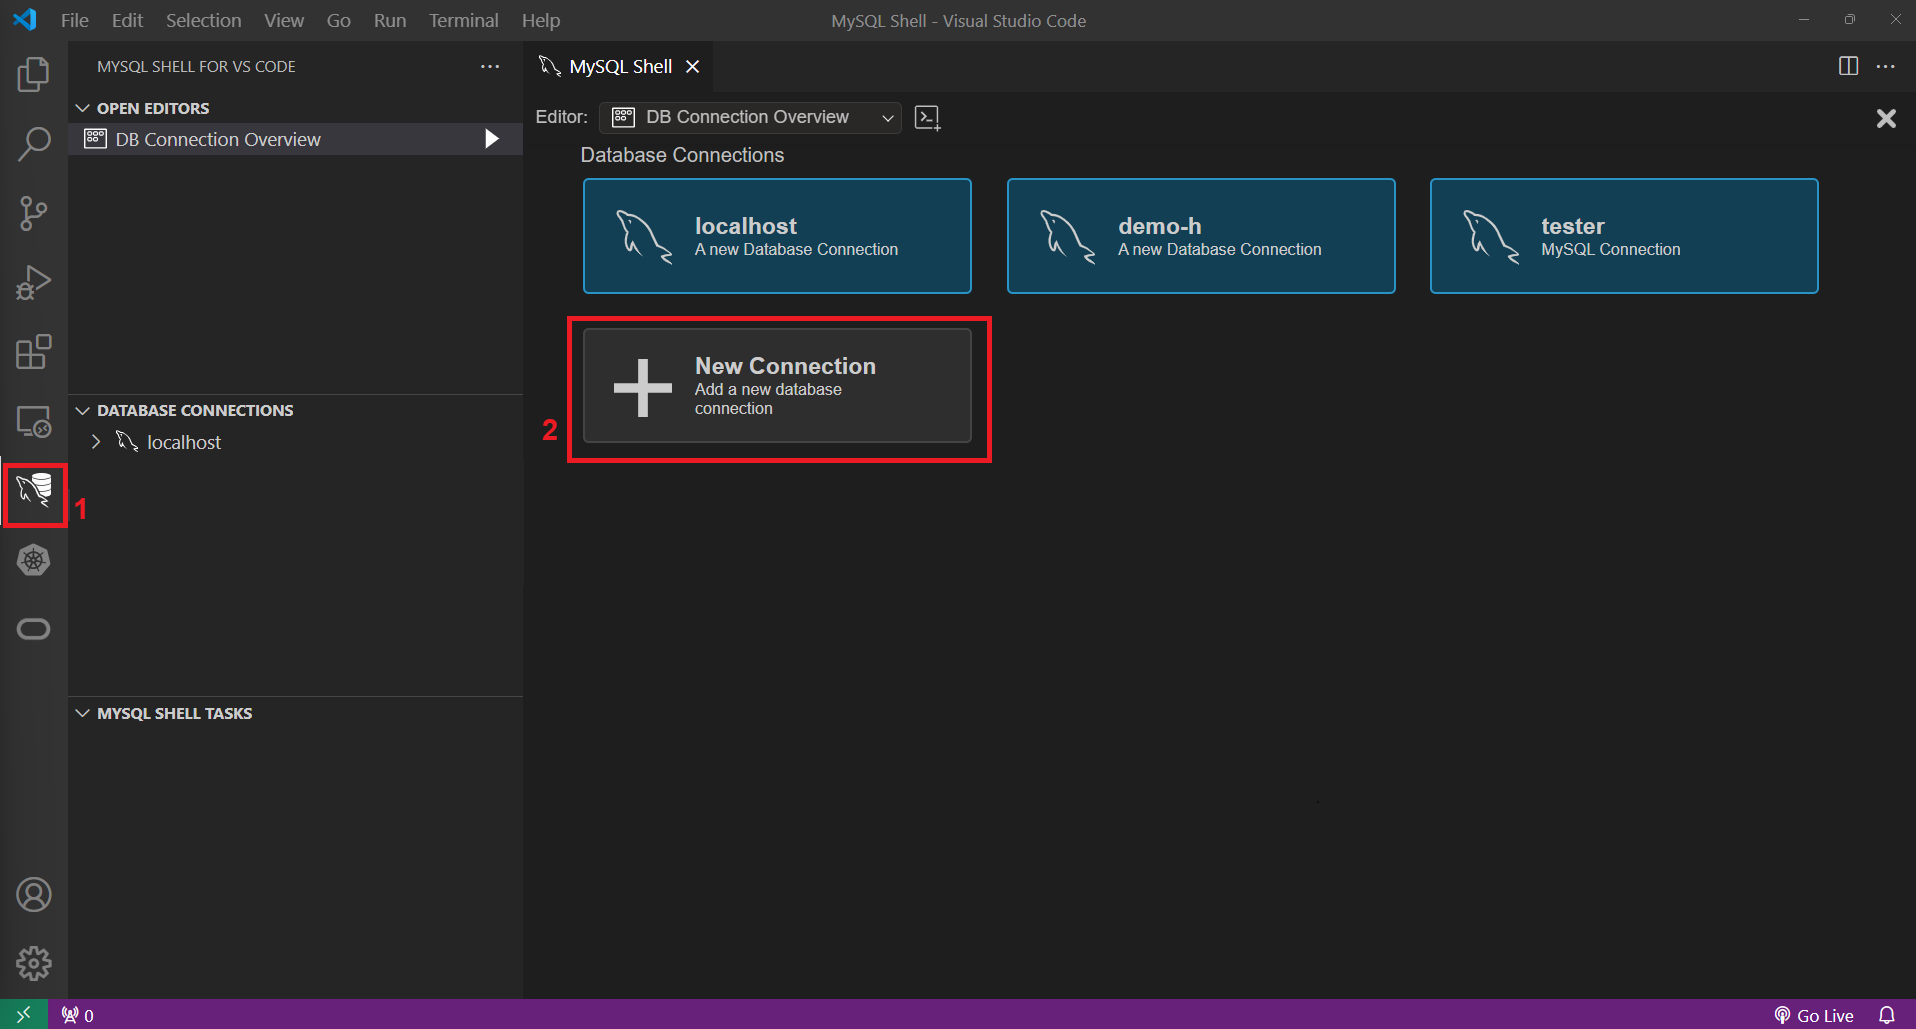 File Edit Selection View Go Run Terminal Help
MySQL Shell - Visual Studio Code
MYSQL SHELL FOR VS CODE
OPEN EDITORS
DB Connection Overview
DATABASE CONNECTIONS
localhost
1
MYSQL SHELL TASKS
MySQL Shell
Editor: DB Connection Overview
Database Connections
localhost
A new Database Connection
demo-h
A new Database Connection
tester
MySQL Connection
2
New Connection
Add a new database
connection
0
Go Live